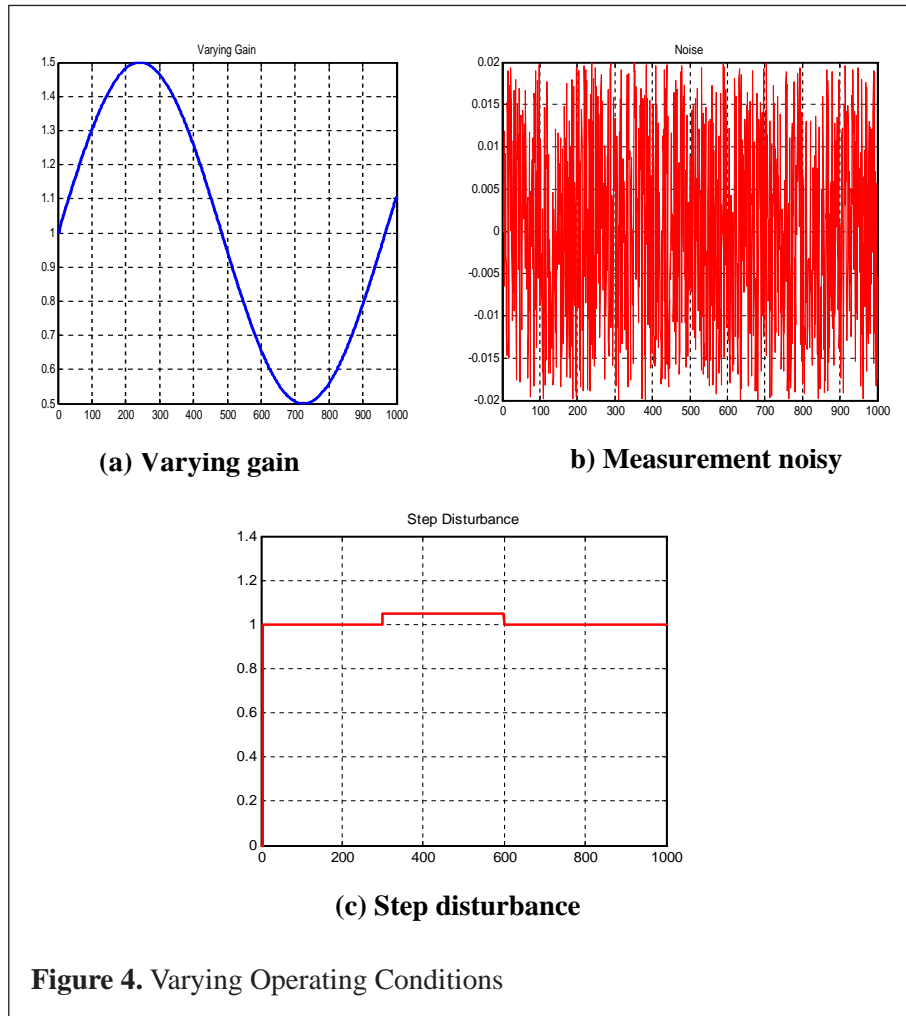 Varying Gain
1.5
1.4
1.3
1.2
1.1
1
0.9
0.8
0.7
0.6
0.5
0 100 200 300 400 500 600 700 800 900 1000
(a) Varying gain
Noise
0.02
0.015
0.01
0.005
0
-0.005
-0.01
-0.015
-0.02
0 100 200 300 400 500 600 700 800 900 1000
b) Measurement noisy
Step Disturbance
1.4
1.2
1
0.8
0.6
0.4
0.2
0
0 200 400 600 800 1000
(c) Step disturbance
Figure 4. Varying Operating Conditions